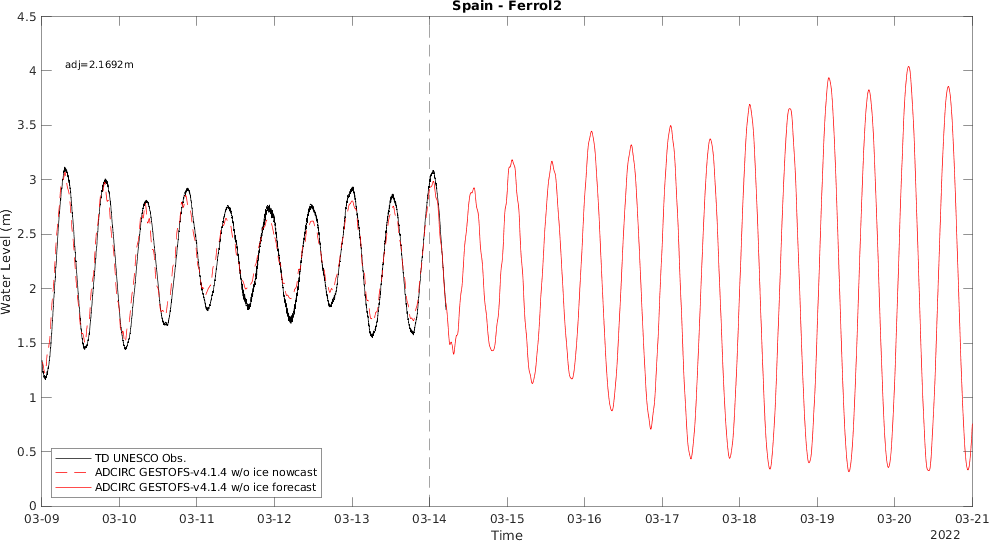 Spain - Ferrol2
4.5
4
3.5
3
2.5
2
1.5
1
0.5
0
Water Level (m)
adj=2.1692m
TD UNESCO Obs.
ADCIRC GESTOFS-v4.1.4 w/o ice nowcast
ADCIRC GESTOFS-v4.1.4 w/o ice forecast
03-09 03-10 03-11 03-12 03-13 03-14 03-15 03-16 03-17 03-18 03-19 03-20 03-21
Time
2022